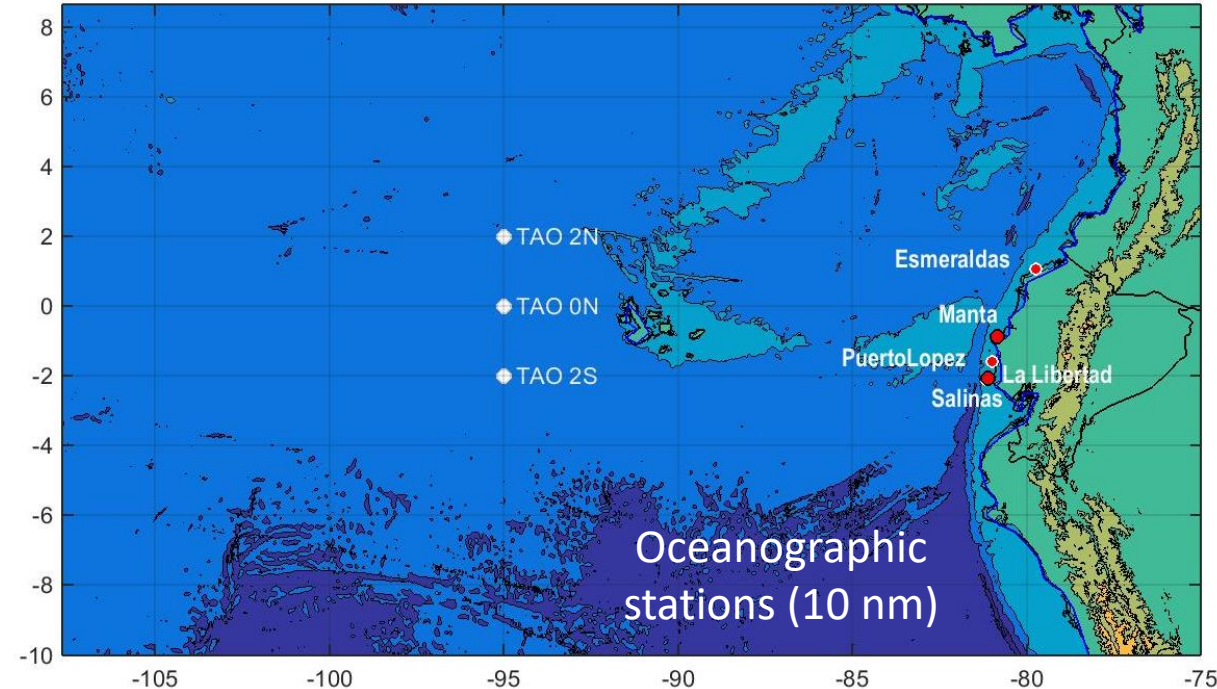 8
6
4
2
0
-2
-4
-6
-8
-10
TAO 2N
TAO 0N
TAO 2S
Esmeraldas
Manta
PuertoLopez
La Libertad
Salinas
Oceanographic
stations (10 nm)
-105
-100
-95
-90
-85
-80
-75